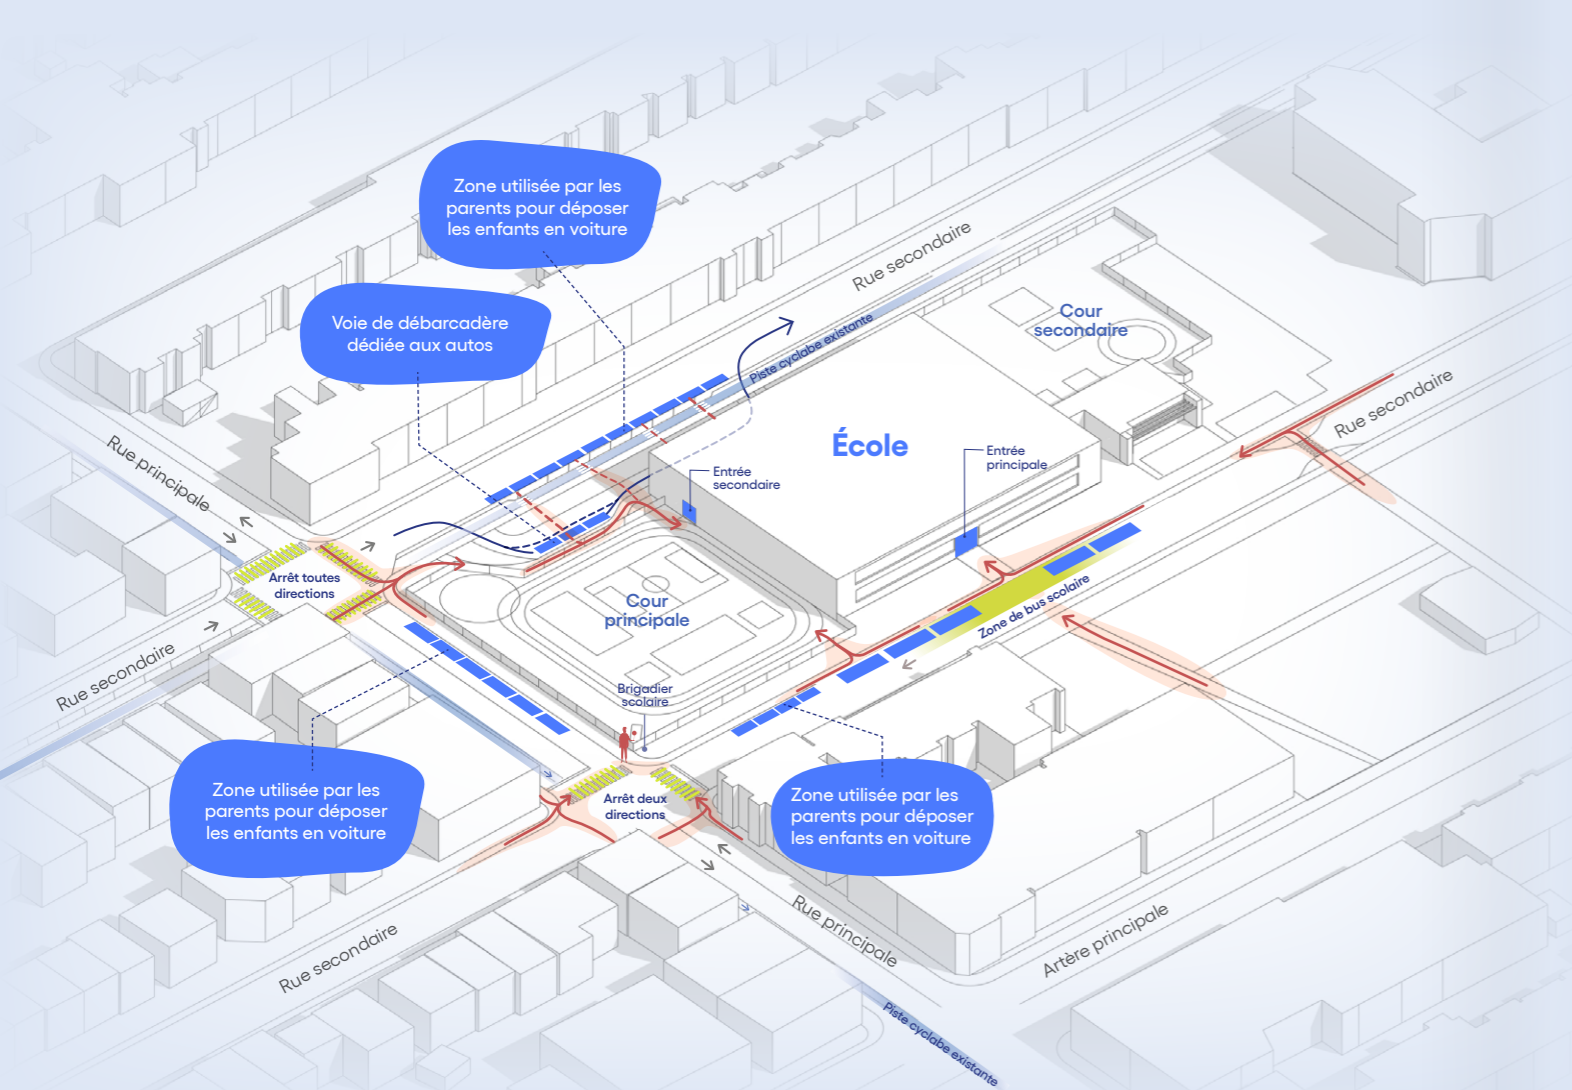 Zone utilisée par les
parents pour déposer
les enfants en voiture
Voie de débarcadère
dédiée aux autos
Rue secondaire
Piste cyclabe existante
Cour
secondaire
Rue secondaire
École
Entrée
secondaire
Entrée
principale
Rue principale
Arrêt toutes
directions
Cour
principale
Zone de bus scolaire
Rue secondaire
Brigadier
scolaire
Zone utilisée par les
parents pour déposer
les enfants en voiture
Arrêt deux
directions
Zone utilisée par les
parents pour déposer
les enfants en voiture
Rue secondaire
Rue principale
Artère principale
Piste cyclabe existante